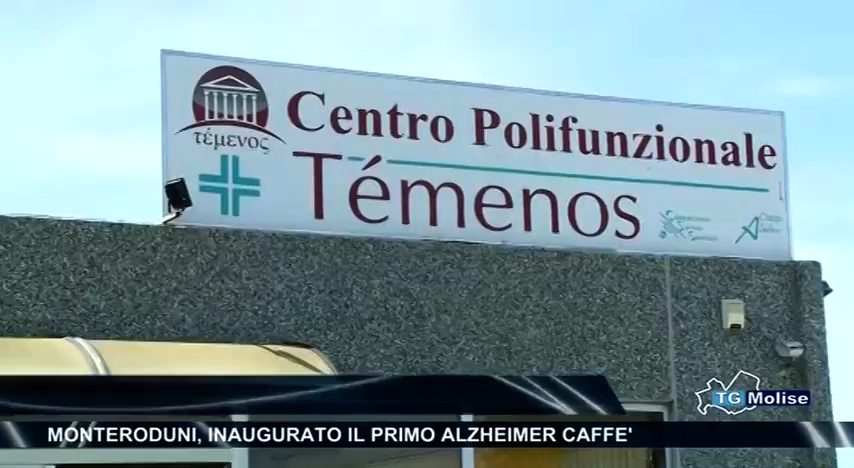 Centro Polifunzionale
τέμενος
Témenos
TG Molise
MONTERODUNI, INAUGURATO IL PRIMO ALZHEIMER CAFFE'